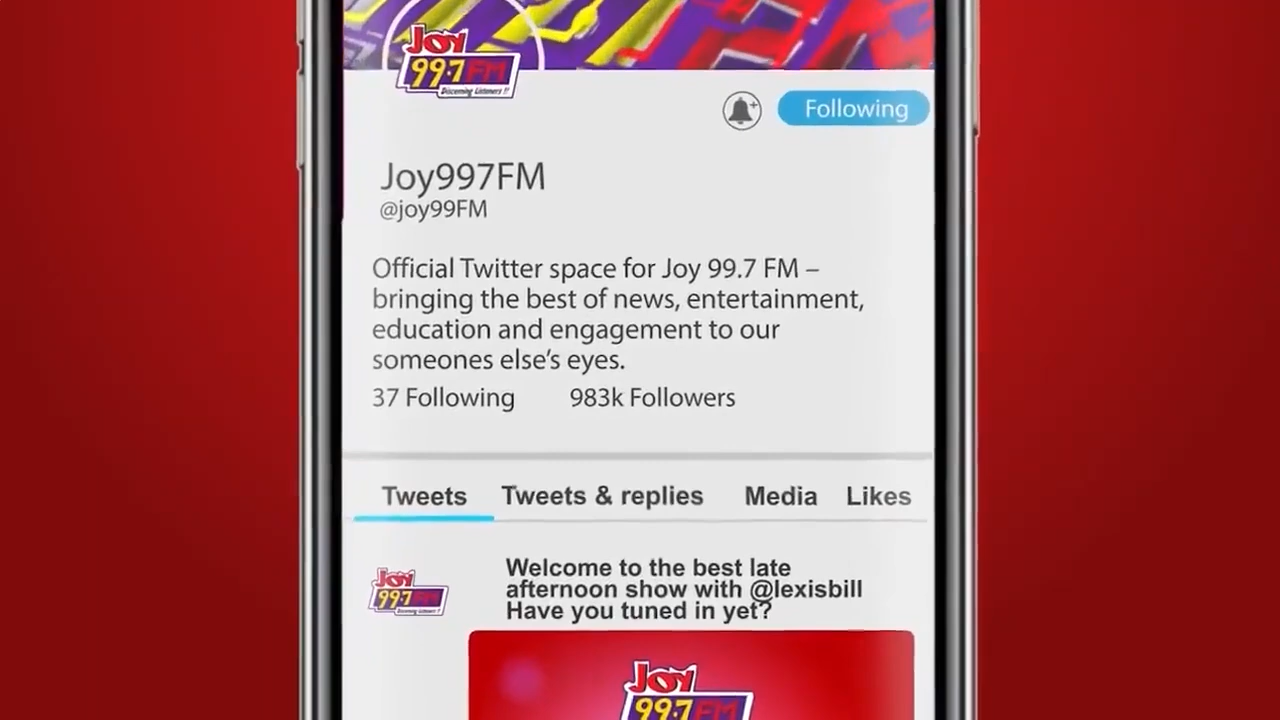 Joy
99.7 FM
Discerning Listeners !!
Following
Joy997FM
@joy99FM
Official Twitter space for Joy 99.7 FM –
bringing the best of news, entertainment,
education and engagement to our
someones else's eyes.
37 Following 983k Followers
Tweets Tweets & replies Media Likes
Welcome to the best late
afternoon show with @lexisbill
Have you tuned in yet?
Joy
99.7 FM
Discerning Listeners !!
Joy
99.7 FM